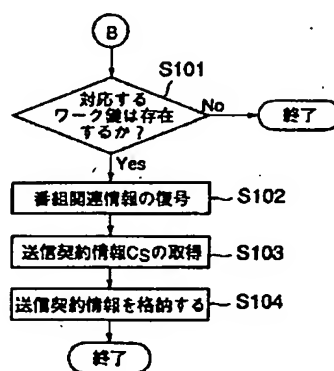 B
S101
対応する
ワーク鍵は存在
するか?
No
終了
Yes
番組関連情報の復号
S102
送信契約情報CSの取得
S103
送信契約情報を格納する
S104
終了